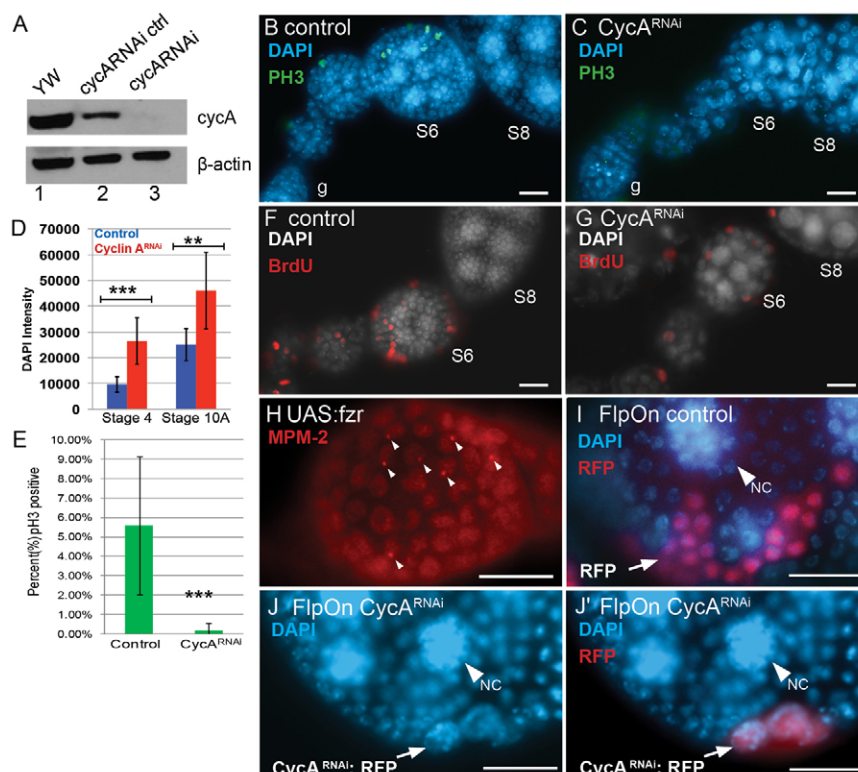 A
YW
cycARNAi ctrl
cycARNAi
cycA
β-actin
1 2 3
B control
DAPI
PH3
S6
S8
g
C CycA^RNAi
DAPI
PH3
S6
S8
g
D
Control
Cyclin A^RNAi
DAPI Intensity
70000
60000
50000
40000
30000
20000
10000
0
***
**
Stage 4 Stage 10A
E
Percent(%) pH3 positive
10.00%
9.00%
8.00%
7.00%
6.00%
5.00%
4.00%
3.00%
2.00%
1.00%
0.00%
***
Control CycA^RNAi
F control
DAPI
BrdU
S6
S8
G CycA^RNAi
DAPI
BrdU
S6
S8
H UAS:fzr
MPM-2
I FlpOn control
DAPI
RFP
NC
RFP
J FlpOn CycA^RNAi
DAPI
NC
CycA^RNAi: RFP
J' FlpOn CycA^RNAi
DAPI
RFP
NC
CycA^RNAi: RFP